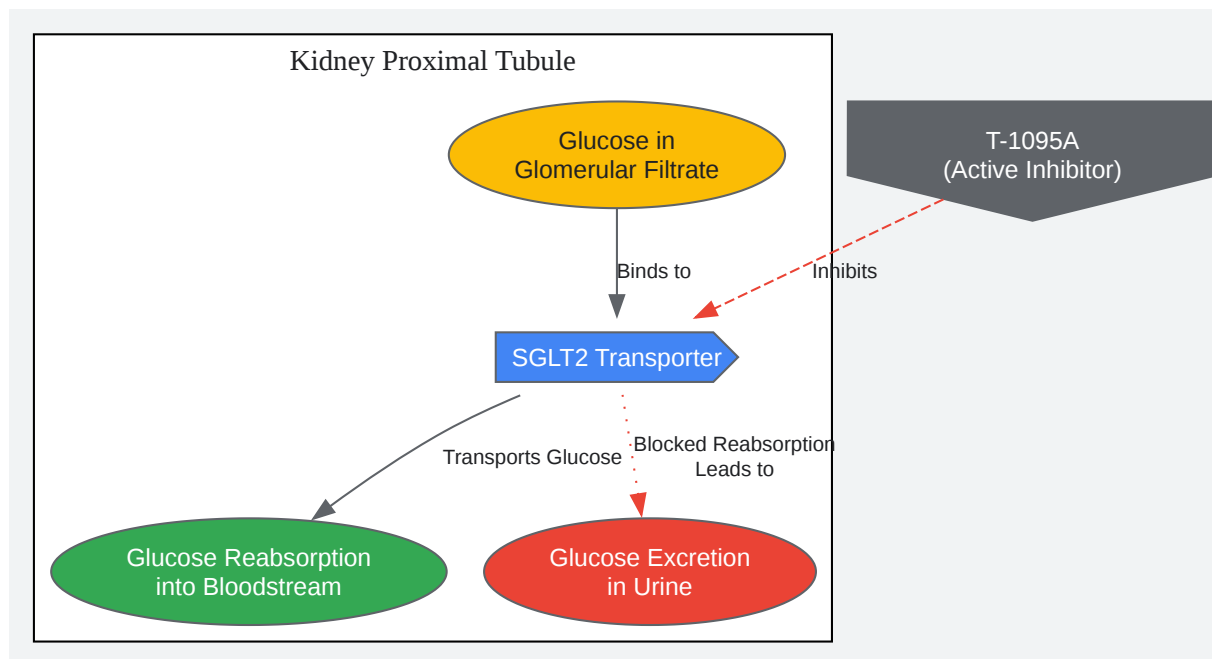 Kidney Proximal Tubule
Glucose in
Glomerular Filtrate
T-1095A
(Active Inhibitor)
Binds to
Inhibits
SGLT2 Transporter
Transports Glucose
Blocked Reabsorption
Leads to
Glucose Reabsorption
into Bloodstream
Glucose Excretion
in Urine